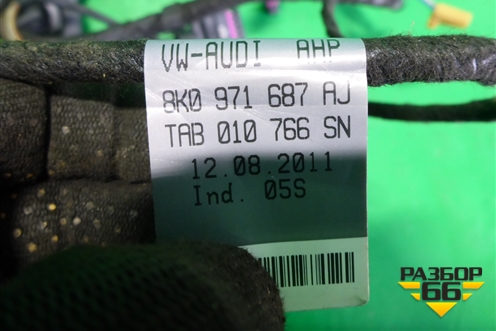 VW-AUDI AHP
8K0 971 687 AJ
TAB 010 766 SN
12.08.2011
Ind. 05S
РАЗБОР
66